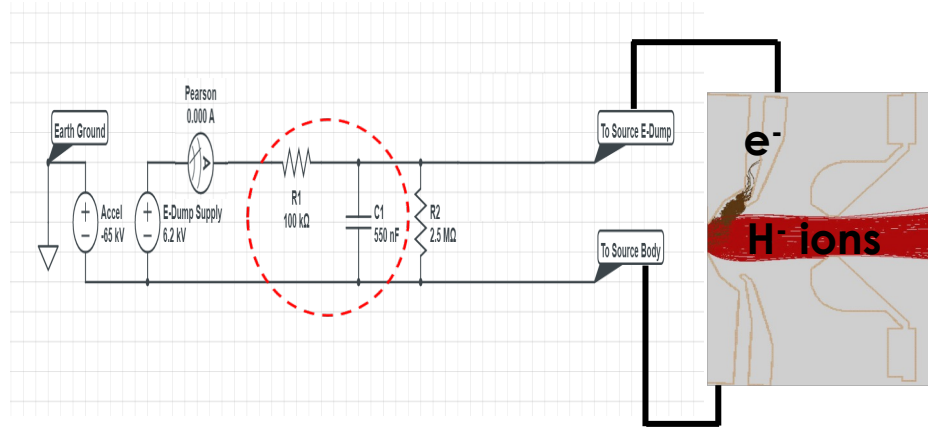 Pearson
0.000 A
Earth Ground
To Source E-Dump
e-
Accel
-65 kV
E-Dump Supply
6.2 kV
R1
100 kΩ
C1
550 nF
R2
2.5 MΩ
To Source Body
H- ions